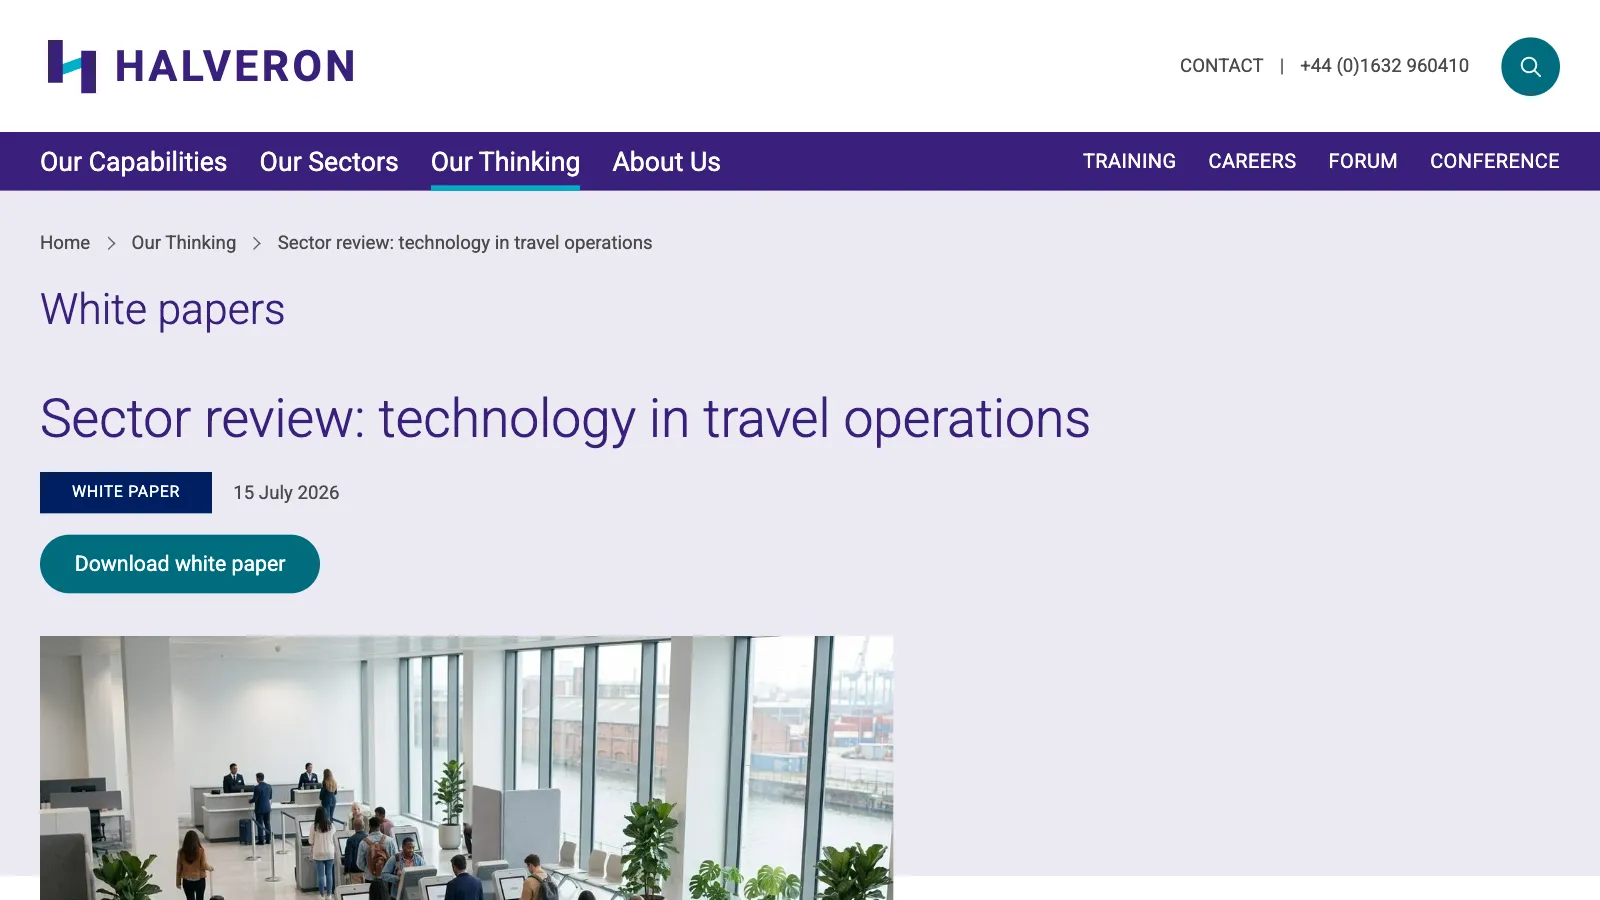 HALVERON
CONTACT | +44 (0)1632 960410
Our Capabilities Our Sectors Our Thinking About Us TRAINING CAREERS FORUM CONFERENCE
Home > Our Thinking > Sector review: technology in travel operations
White papers
Sector review: technology in travel operations
WHITE PAPER 15 July 2026
Download white paper